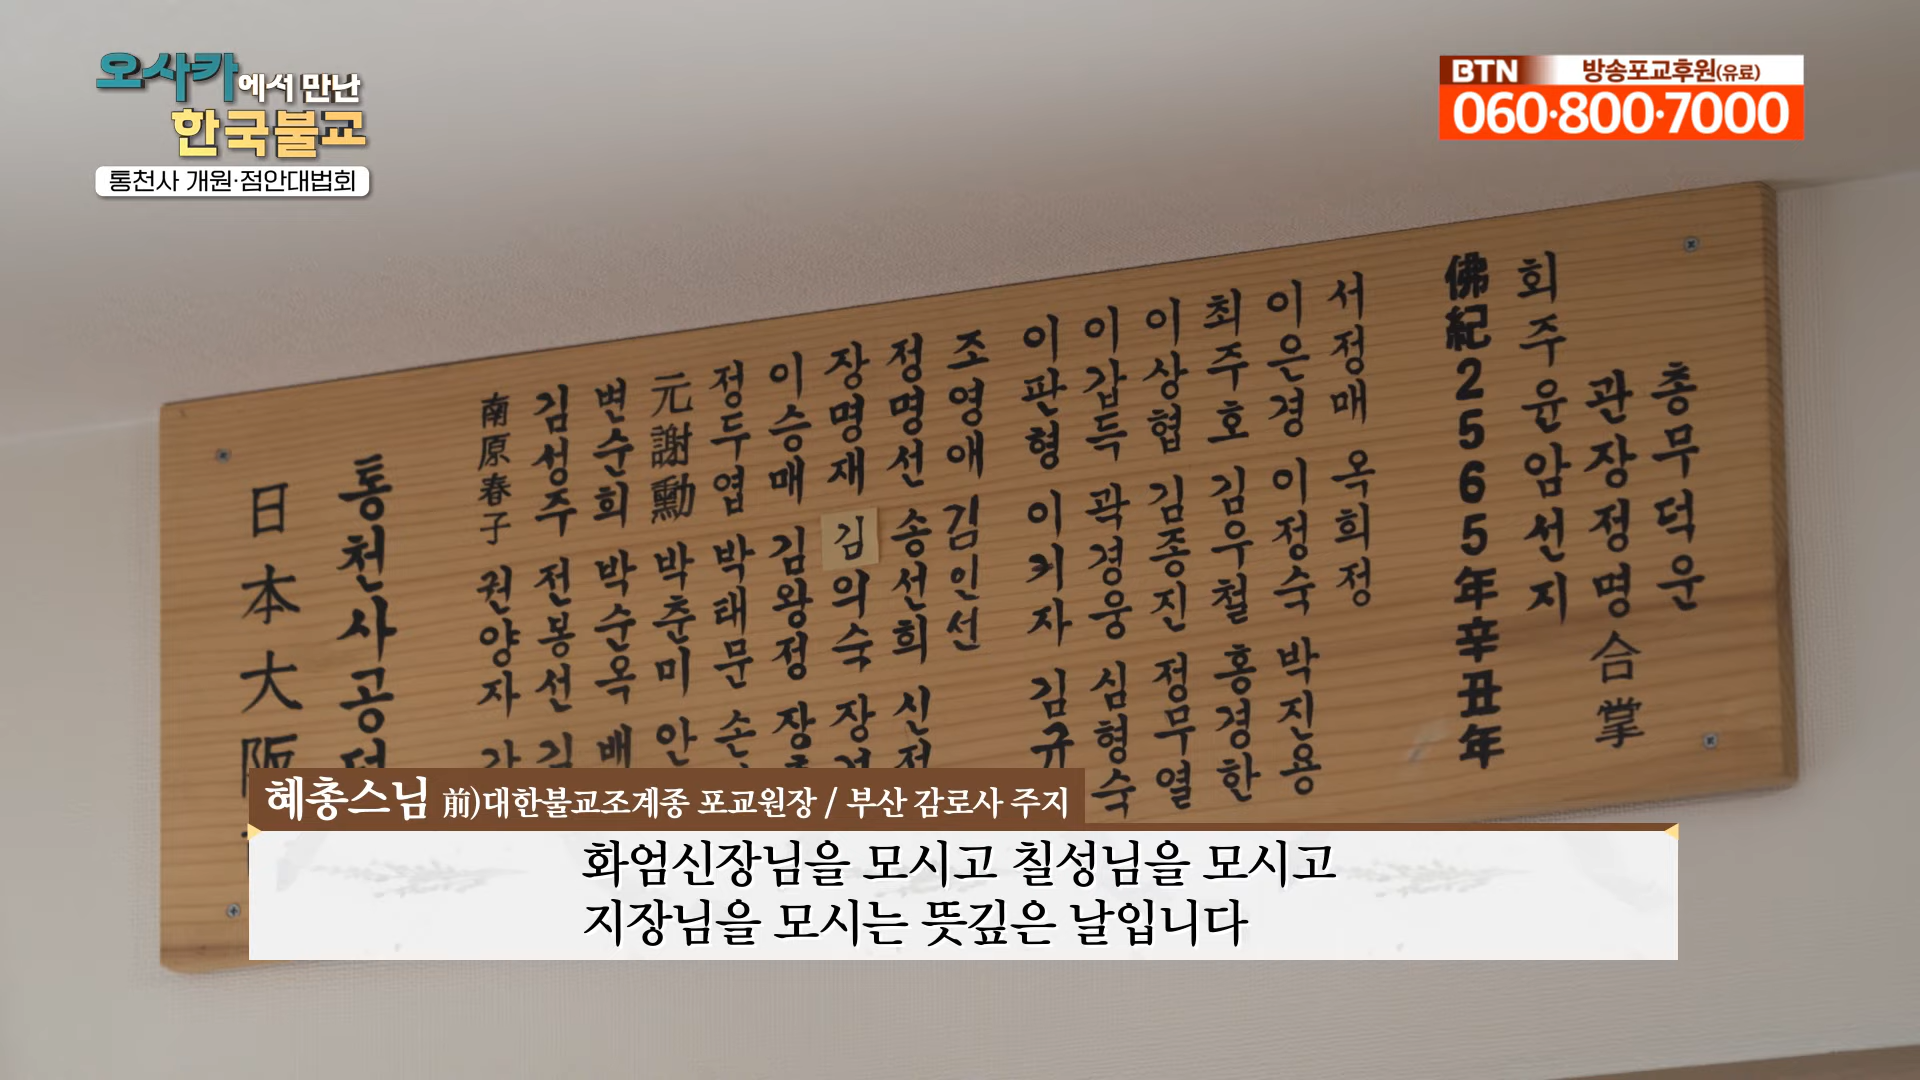 오사카에서 만난
한국불교
통천사 개원·점안대법회
BTN 방송포교후원(유료)
060·800·7000
총무덕운
관장정명合掌
회주윤암선지
佛紀2565年辛丑年
서정매 옥희정
이은경 이정숙 박진용
최주호 김우철 홍경한
이상협 김종진 정무열
이갑득 곽경웅 심형숙
이판형 이기자 김규
조영애 김인선
정명선 송선희 신
장명재 김의숙 장
이승매 김왕정 장
정두엽 박태문 손
元謝勳 박춘미 안
변수희 박순옥 배
김성주 전봉선 김
南原春子 권양자
통천사공덕
日本大阪
혜총스님 前)대한불교조계종 포교원장 / 부산 감로사 주지
화엄신장님을 모시고 칠성님을 모시고
지장님을 모시는 뜻깊은 날입니다